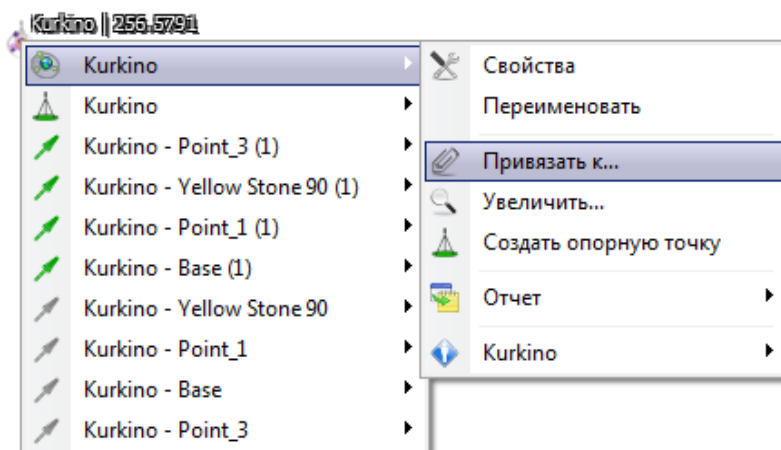 Kurkino || 256.5791
Kurkino
Kurkino
Kurkino - Point_3 (1)
Kurkino - Yellow Stone 90 (1)
Kurkino - Point_1 (1)
Kurkino - Base (1)
Kurkino - Yellow Stone 90
Kurkino - Point_1
Kurkino - Base
Kurkino - Point_3
Свойства
Переименовать
Привязать к...
Увеличить...
Создать опорную точку
Отчет
Kurkino